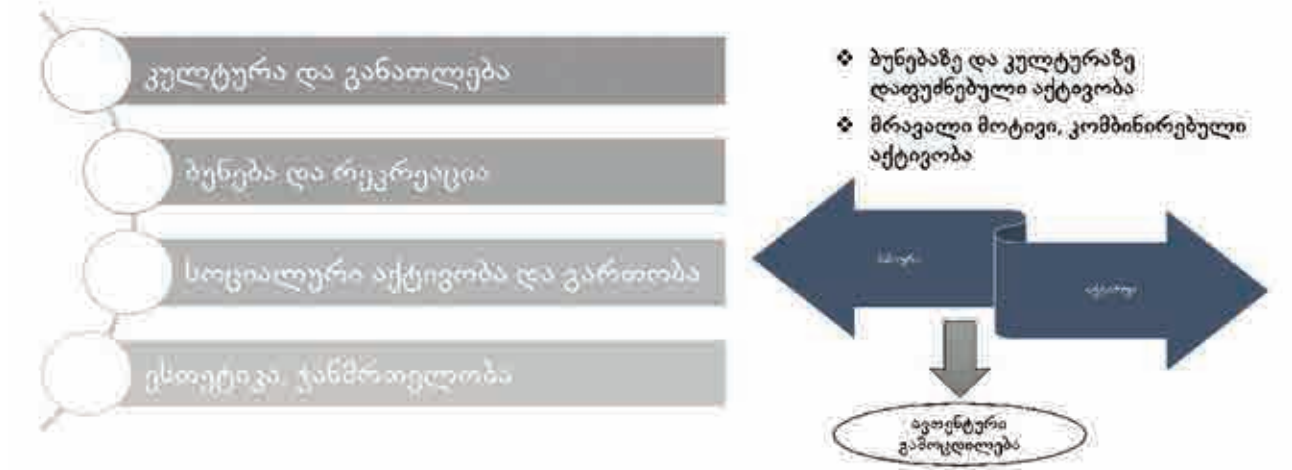 კულტურა და განათლება
ბუნება და რეკრეაცია
სოციალური აქტივობა და გართობა
ესთეტიკა, ჯანმრთელობა
❖ ბუნებაზე და კულტურაზე
დაფუძნებული აქტივობა
❖ მრავალი მოტივი, კომბინირებული
აქტივობა
ავთენტური
გამოცდილება